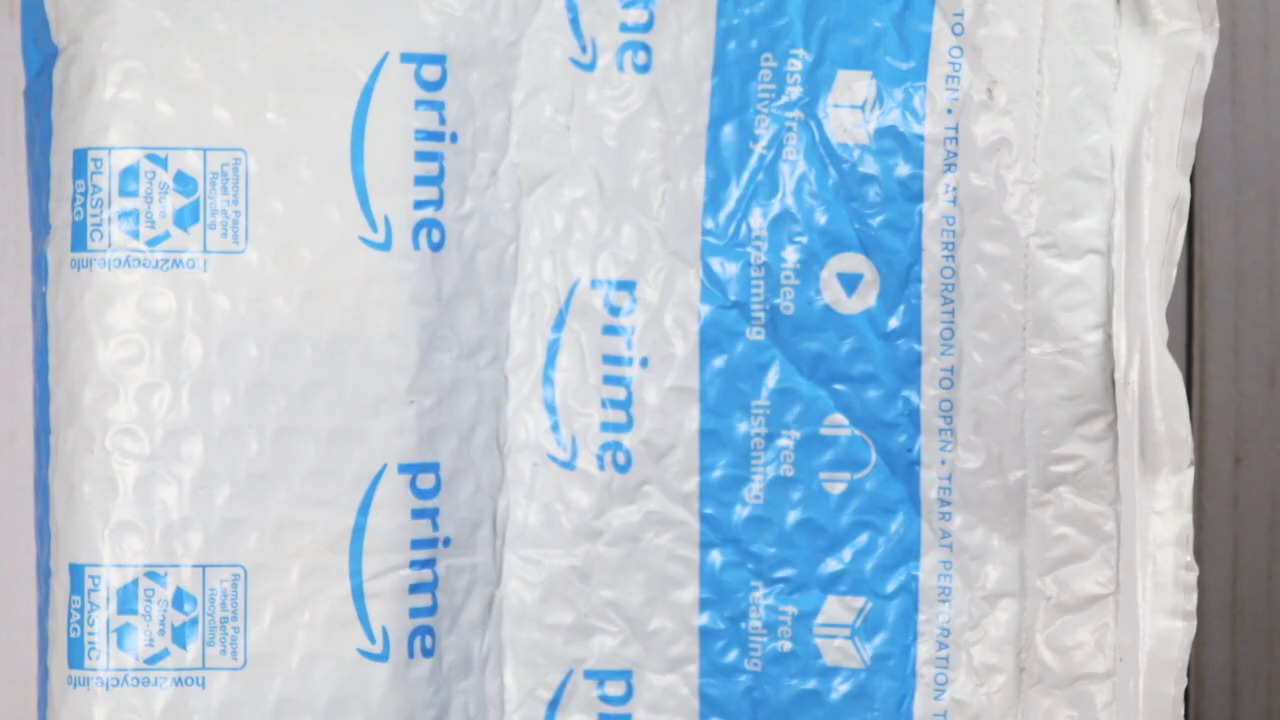 TO OPEN • TEAR AT PERFORATION TO OPEN • TEAR AT PERFORATION T
fast, free
delivery
video
streaming
free
listening
free
reading
me
prime
pr
prime
prime
Remove Paper
Label Before
Recycling
Store
Drop-off
PLASTIC
BAG
how2recycle.info
Remove Paper
Label Before
Recycling
Store
Drop-off
PLASTIC
BAG
how2recycle.info